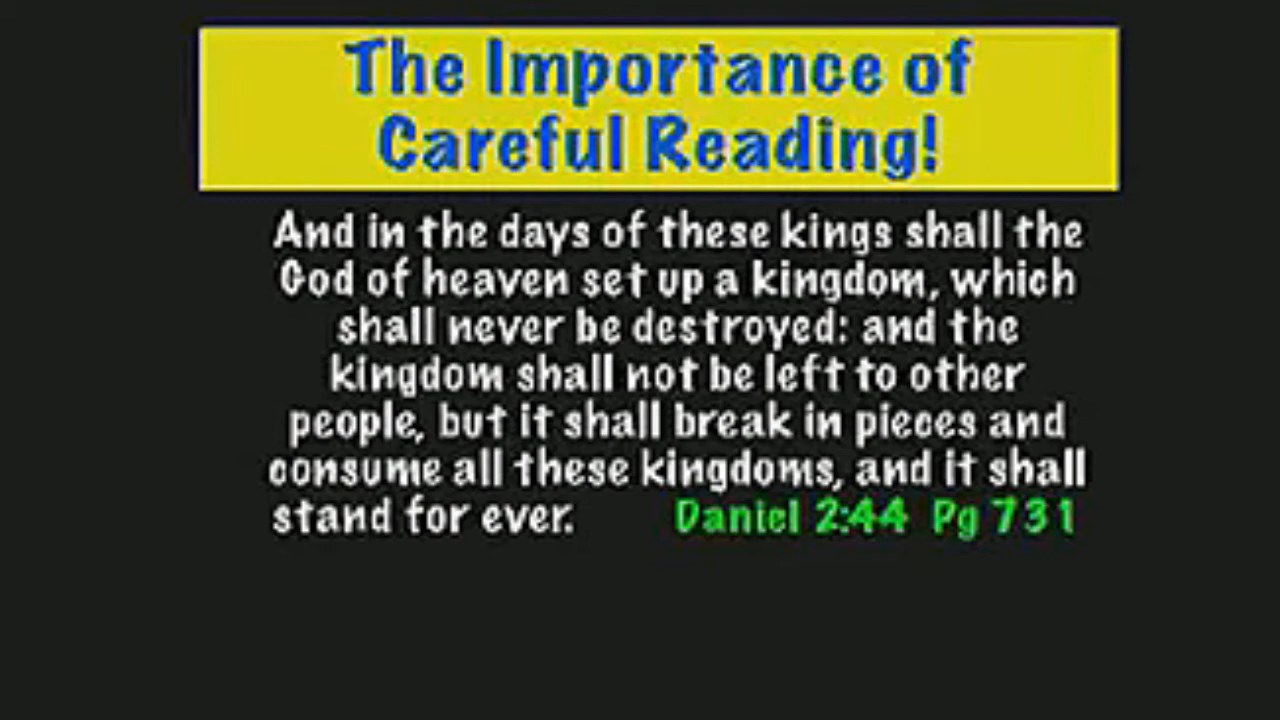 The Importance of
Careful Reading!
And in the days of these kings shall the
God of heaven set up a kingdom, which
shall never be destroyed: and the
kingdom shall not be left to other
people, but it shall break in pieces and
consume all these kingdoms, and it shall
stand for ever. Daniel 2:44 Pg 731